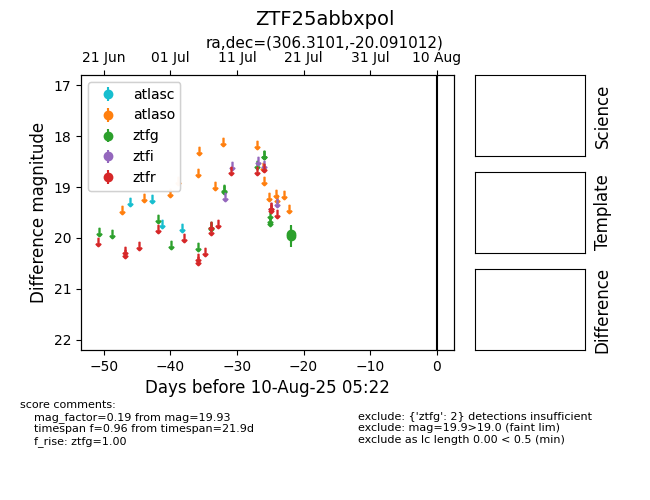 ZTF25abbxpol
ra,dec=(306.3101,-20.091012)
21 Jun 01 Jul 11 Jul 21 Jul 31 Jul 10 Aug
17
18
19
20
21
22
Difference magnitude
atlasc
atlaso
ztfg
ztfi
ztfr
−50 −40 −30 −20 −10 0
Days before 10-Aug-25 05:22
Science
Template
Difference
score comments:
mag_factor=0.19 from mag=19.93
timespan f=0.96 from timespan=21.9d
f_rise: ztfg=1.00
exclude: {'ztfg': 2} detections insufficient
exclude: mag=19.9>19.0 (faint lim)
exclude as lc length 0.00 < 0.5 (min)